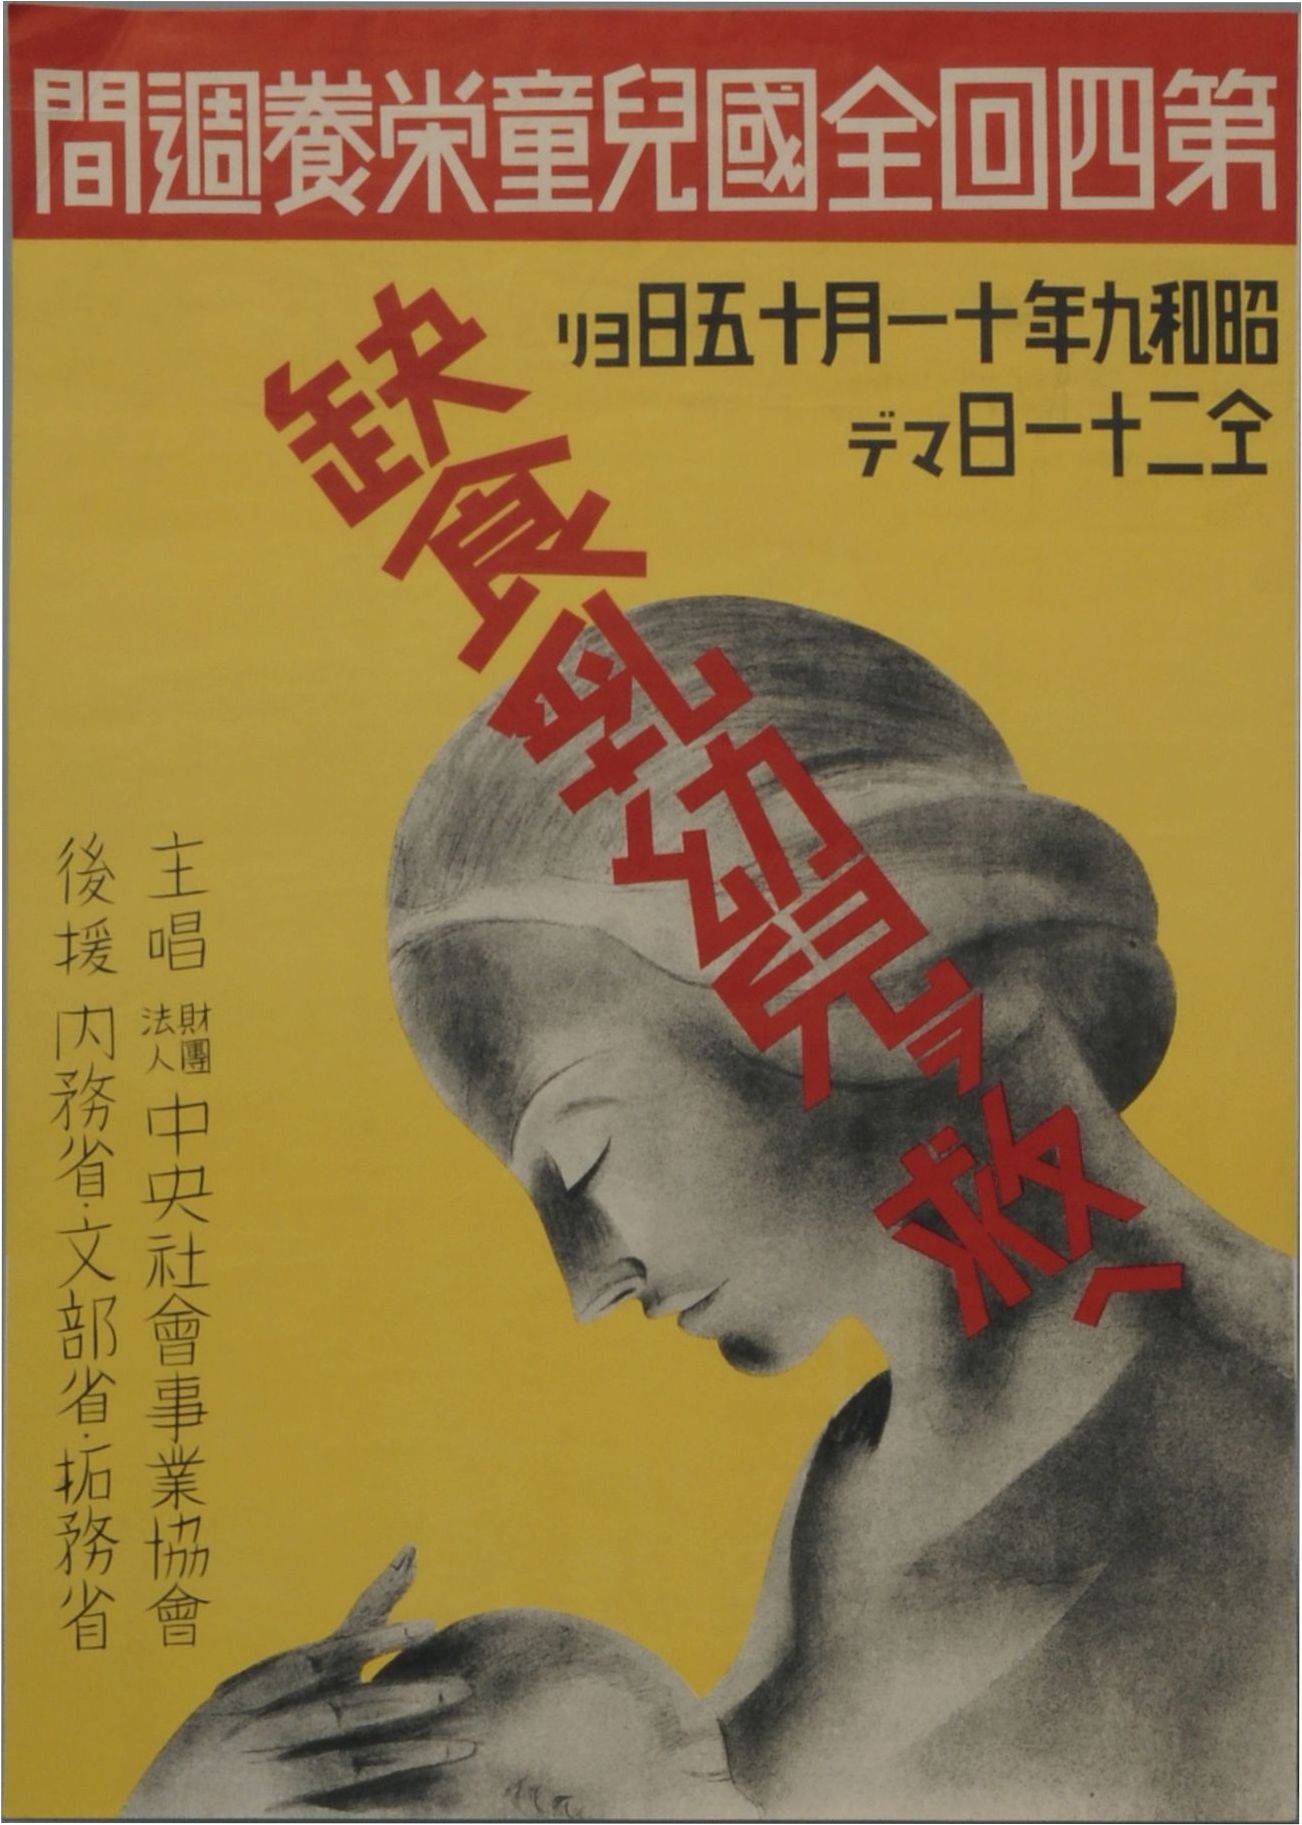 第四回全國兒童栄養週間
昭和九年十一月十五日ヨリ
仝二十一日マデ
缺食乳幼兒ヲ救ヘ
主唱 財團法人 中央社會事業協會
後援 内務省・文部省・拓務省